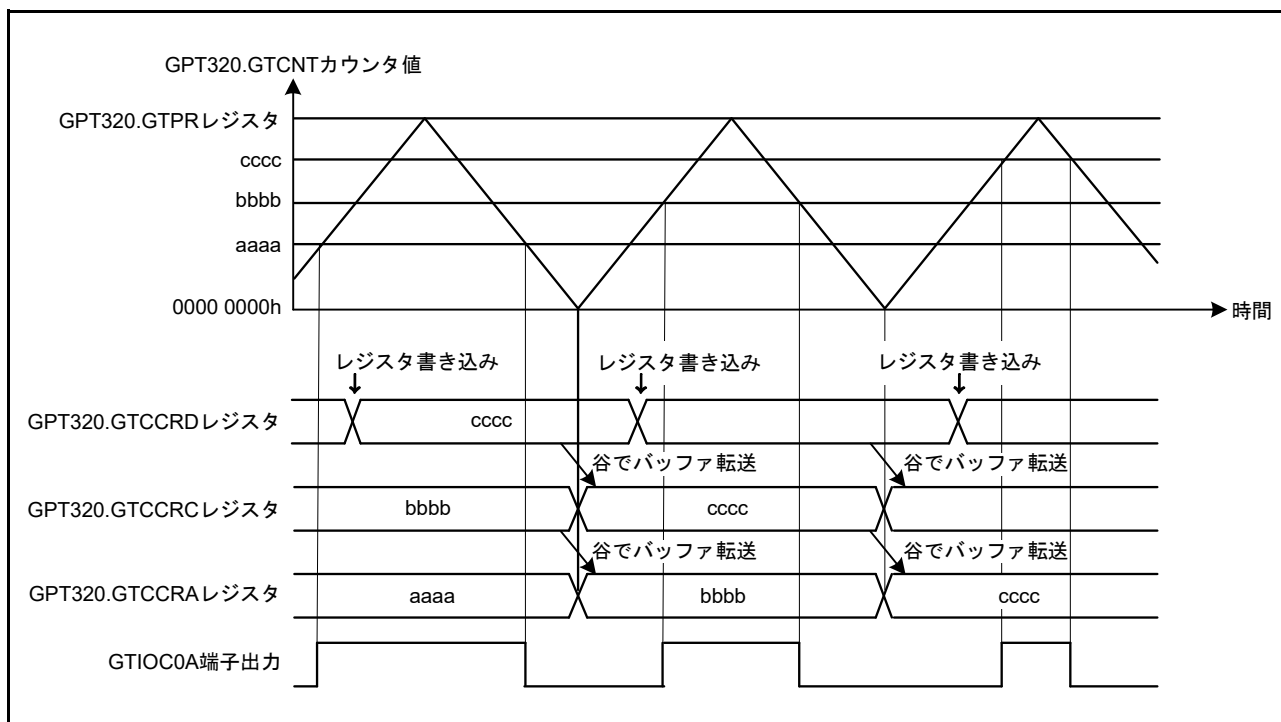 GPT320.GTCNTカウンタ値
GPT320.GTPRレジスタ
cccc
bbbb
aaaa
0000 0000h
時間
レジスタ書き込み
レジスタ書き込み
レジスタ書き込み
GPT320.GTCCRDレジスタ
cccc
谷でバッファ転送
谷でバッファ転送
GPT320.GTCCRCレジスタ
bbbb
cccc
谷でバッファ転送
谷でバッファ転送
GPT320.GTCCRAレジスタ
aaaa
bbbb
cccc
GTIOC0A端子出力